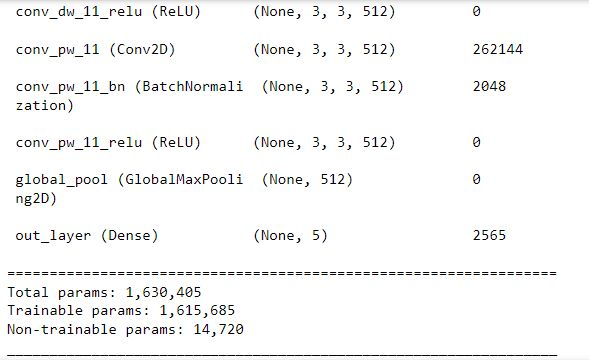 conv_dw_11_relu (ReLU) (None, 3, 3, 512) 0
conv_pw_11 (Conv2D) (None, 3, 3, 512) 262144
conv_pw_11_bn (BatchNormali (None, 3, 3, 512) 2048
zation)
conv_pw_11_relu (ReLU) (None, 3, 3, 512) 0
global_pool (GlobalMaxPooli (None, 512) 0
ng2D)
out_layer (Dense) (None, 5) 2565
=================================================================
Total params: 1,630,405
Trainable params: 1,615,685
Non-trainable params: 14,720
_________________________________________________________________